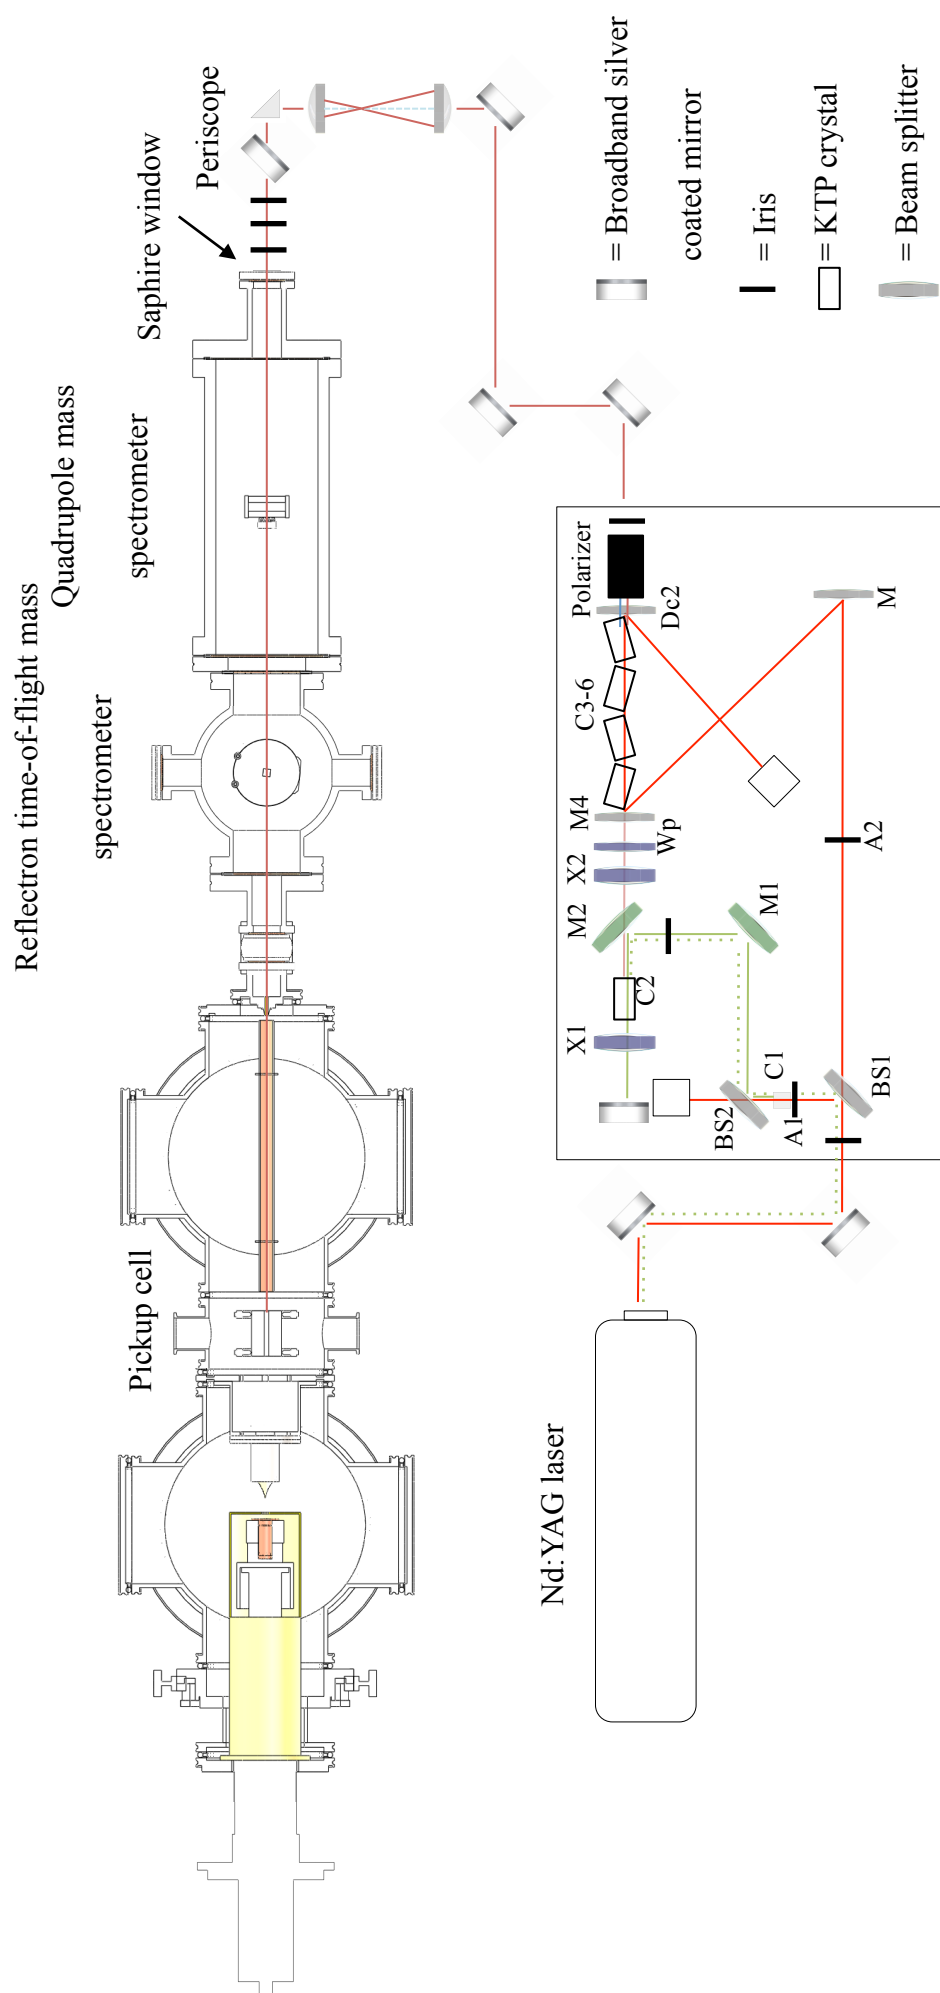 Reflectron time-of-flight mass
spectrometer
Quadrupole mass
spectrometer
Saphire window
Periscope
Pickup cell
Nd:YAG laser
X1
C2
M2
X2
Wp
M4
C3-6
Dc2
Polarizer
BS2
C1
A1
M1
BS1
A2
M
= Broadband silver
coated mirror
= Iris
= KTP crystal
= Beam splitter